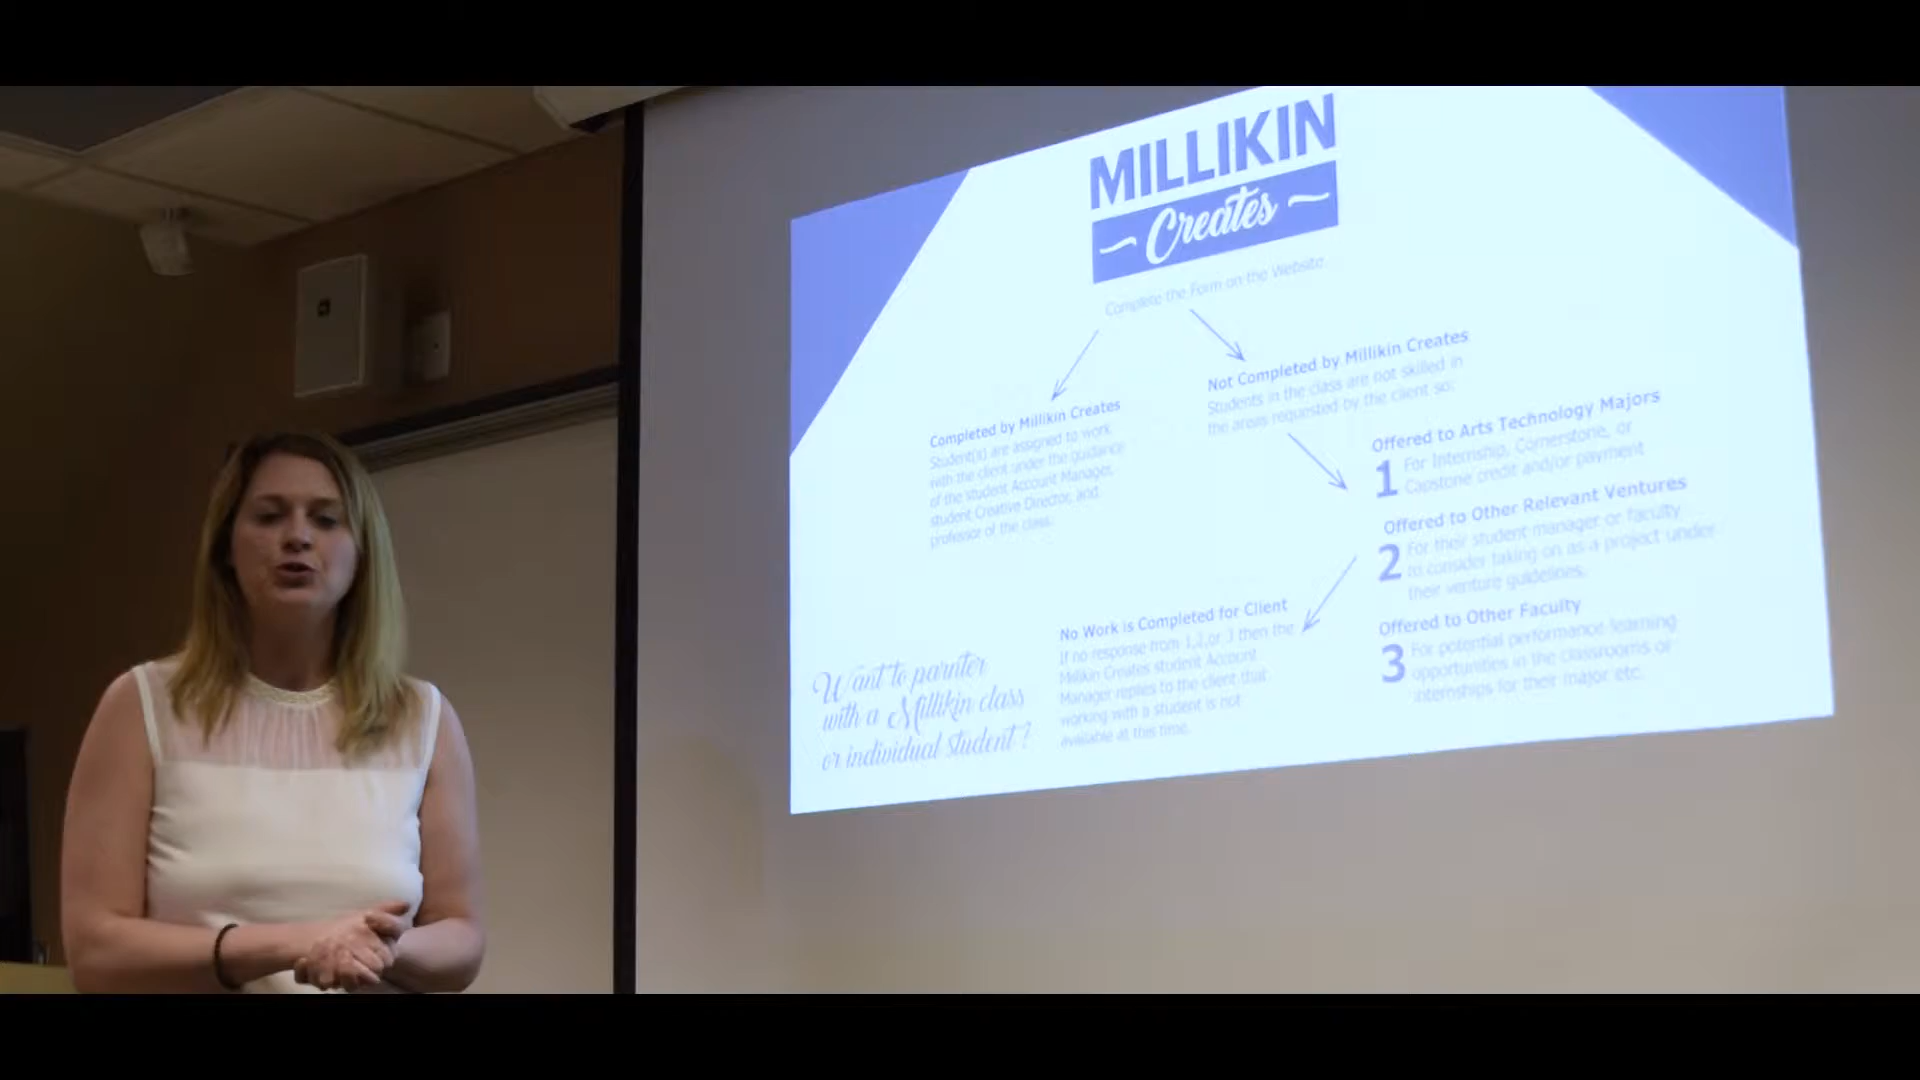 MILLIKIN
Creates
Complete the Form on the Website
Completed by Millikin Creates
Student(s) are assigned to work
with the client under the guidance
of the student Account Manager,
student Creative Director, and
professor of the class.
Not Completed by Millikin Creates
Students in the class are not skilled in
the areas requested by the client so:
Offered to Arts Technology Majors
1 For Internship, Cornerstone, or
Capstone credit and/or payment
Offered to Other Relevant Ventures
2 For their student manager or faculty
to consider taking on as a project under
their venture guidelines.
Offered to Other Faculty
3 For potential performance learning
opportunities in the classrooms or
internships for their major etc.
No Work is Completed for Client
If no response from 1,2,or 3 then the
Millikin Creates student Account
Manager replies to the client that
working with a student is not
available at this time.
Want to parnter
with a Millikin class
or individual student?